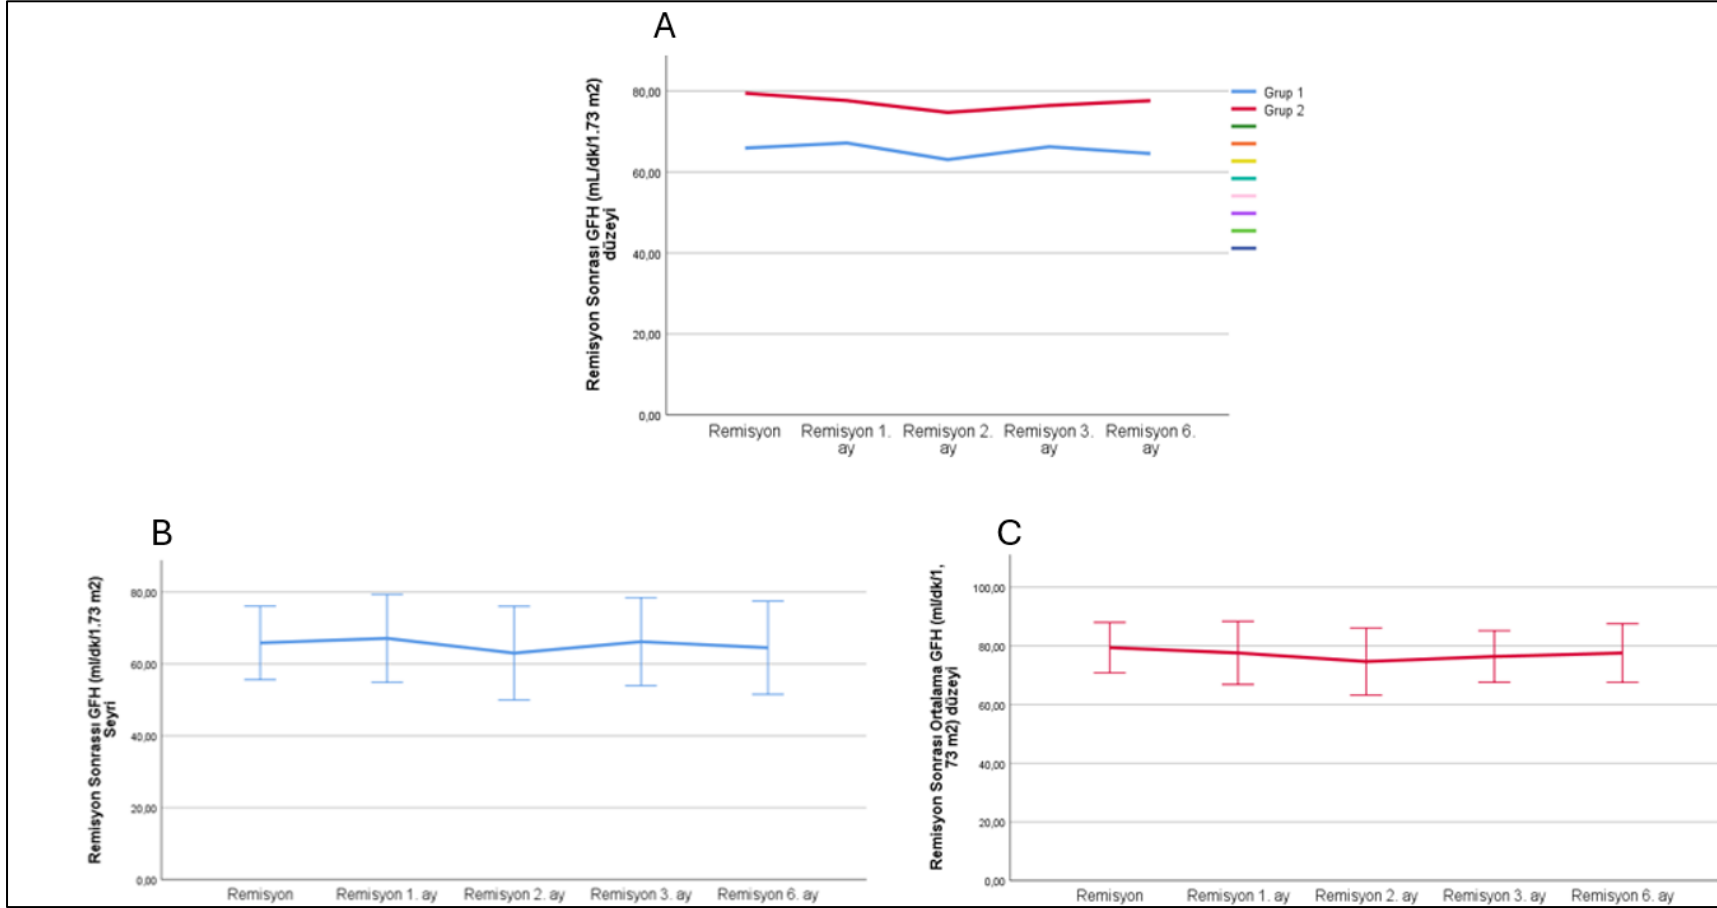 A
Remisyon Sonrası GFH (mL/dk/1.73 m2)
düzeyi
80,00
60,00
40,00
20,00
0,00
Remisyon
Remisyon 1.
ay
Remisyon 2.
ay
Remisyon 3.
ay
Remisyon 6.
ay
Grup 1
Grup 2
B
Remisyon Sonrassı GFH (ml/dk/1.73 m2)
Seyri
80,00
60,00
40,00
20,00
0,00
Remisyon
Remisyon 1. ay
Remisyon 2. ay
Remisyon 3. ay
Remisyon 6. ay
C
Remisyon Sonrası Ortalama GFH (ml/dk/1,
73 m2) düzeyi
100,00
80,00
60,00
40,00
20,00
0,00
Remisyon
Remisyon 1. ay
Remisyon 2. ay
Remisyon 3. ay
Remisyon 6. ay